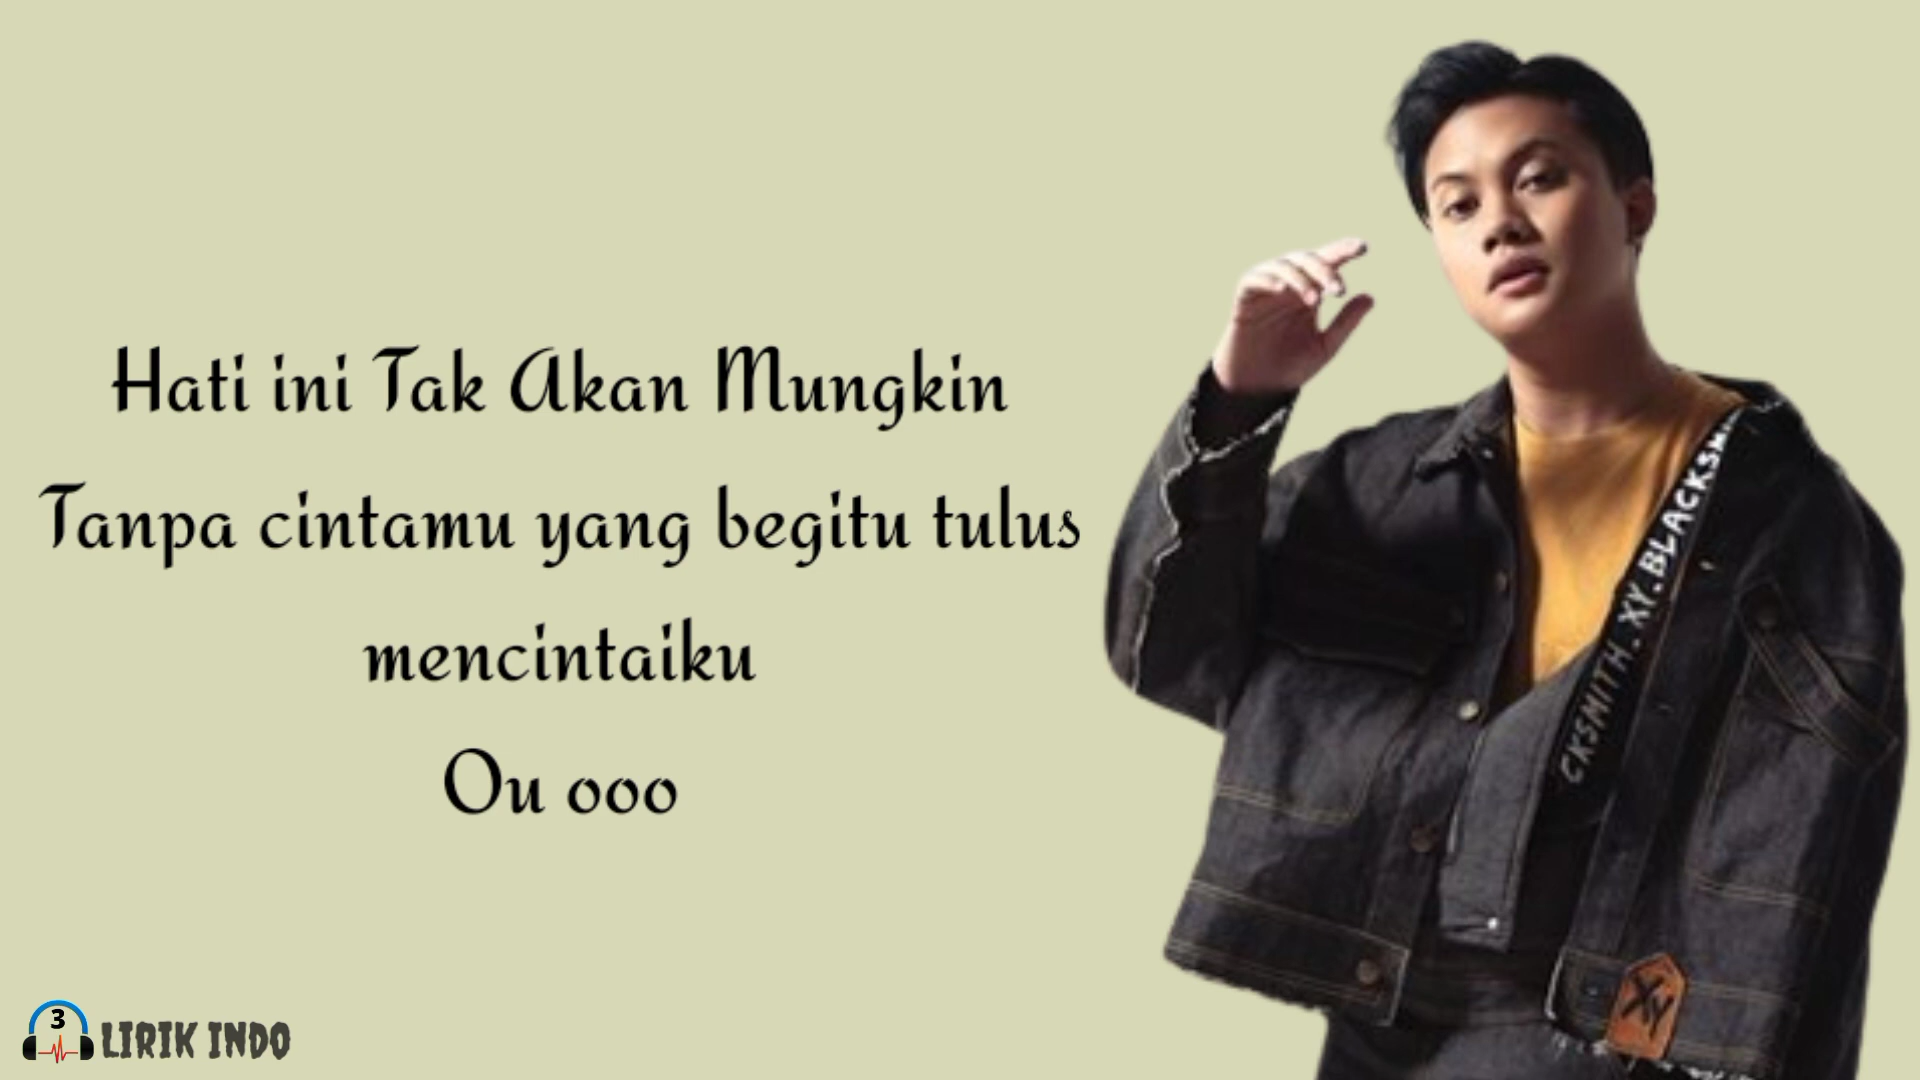 Hati ini Tak Akan Mungkin
Tanpa cintamu yang begitu tulus
mencintaiku
Ou ooo
CKSMITH.XY.BLACKSM
XY
3
LIRIK INDO